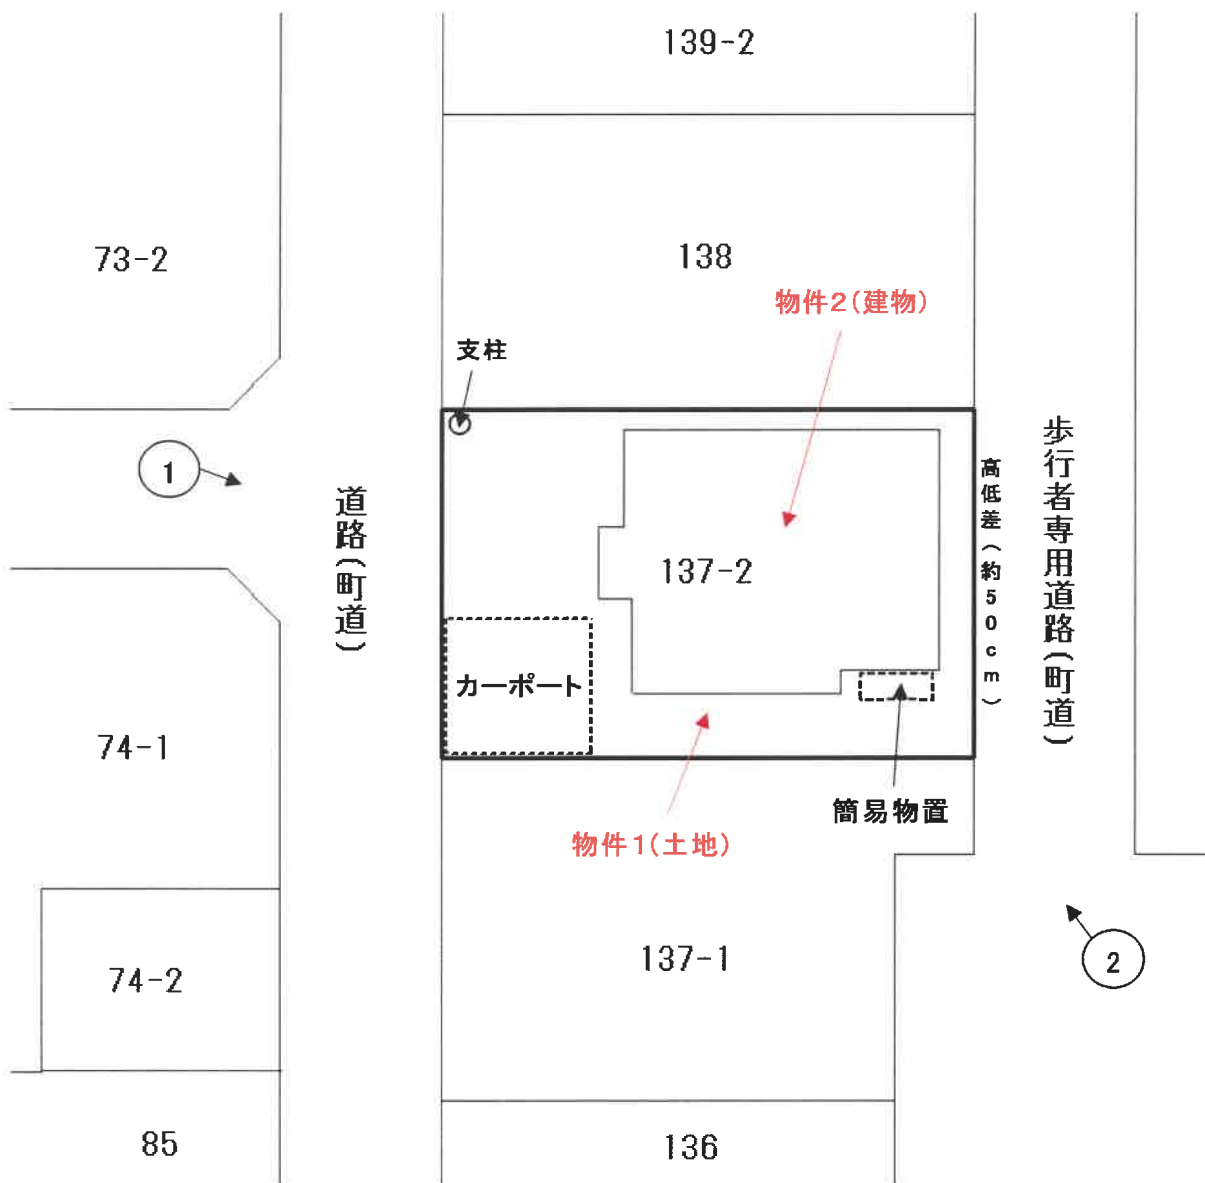 139-2
73-2
138
物件2(建物)
支柱
1
道路(町道)
137-2
高低差(約50cm)
歩行者専用道路(町道)
カーポート
74-1
簡易物置
物件1(土地)
137-1
2
74-2
85
136